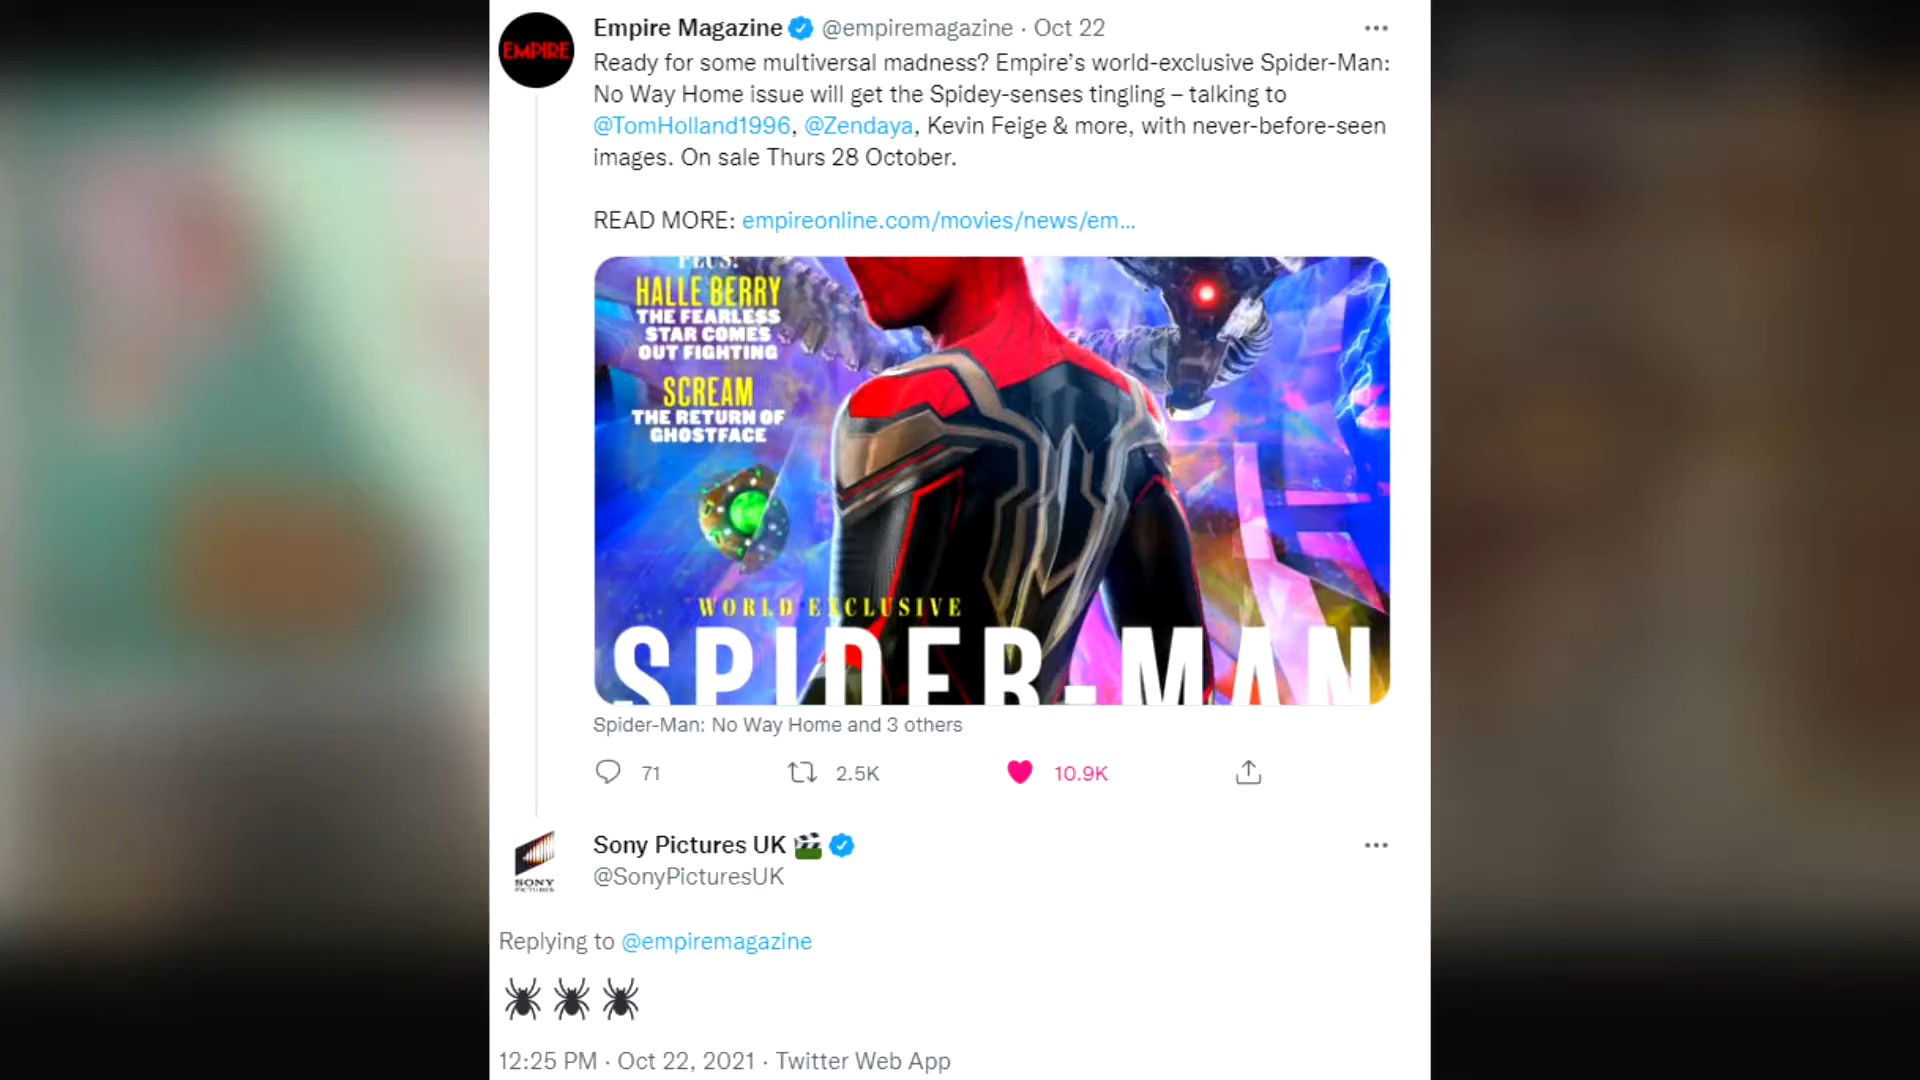 EMPIRE
Empire Magazine @empiremagazine · Oct 22
Ready for some multiversal madness? Empire’s world-exclusive Spider-Man:
No Way Home issue will get the Spidey-senses tingling – talking to
@TomHolland1996, @Zendaya, Kevin Feige & more, with never-before-seen
images. On sale Thurs 28 October.
READ MORE: empireonline.com/movies/news/em...
PLUS:
HALLE BERRY
THE FEARLESS
STAR COMES
OUT FIGHTING
SCREAM
THE RETURN OF
GHOSTFACE
WORLD EXCLUSIVE
SPIDER-MAN
Spider-Man: No Way Home and 3 others
71 2.5K 10.9K
SONY
PICTURES
Sony Pictures UK 🎬
@SonyPicturesUK
Replying to @empiremagazine
🕷🕷🕷
12:25 PM · Oct 22, 2021 · Twitter Web App